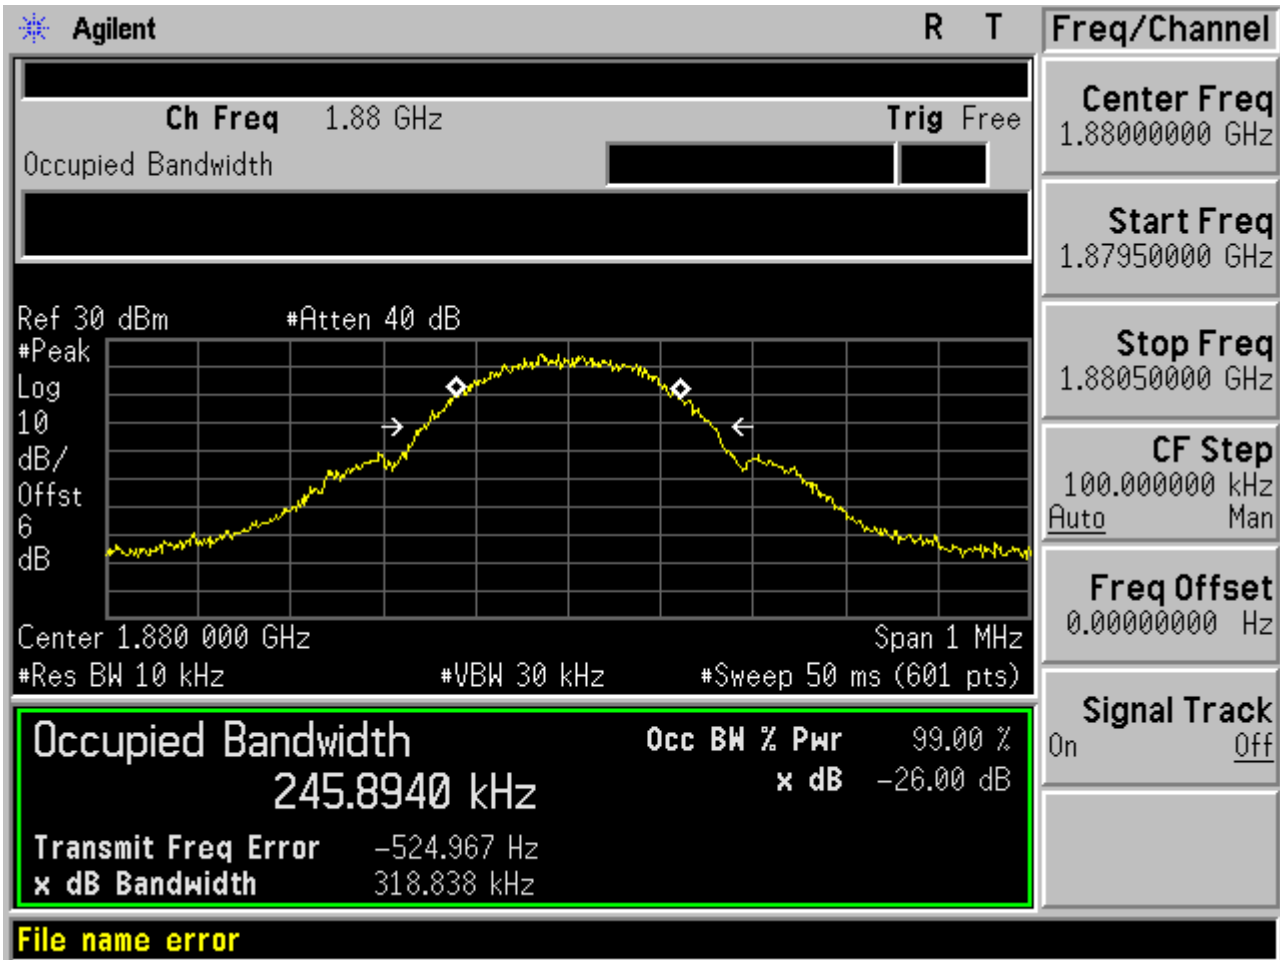 Agilent R T
Freq/Channel
Ch Freq 1.88 GHz Trig Free
Occupied Bandwidth
Center Freq
1.88000000 GHz
Start Freq
1.87950000 GHz
Stop Freq
1.88050000 GHz
CF Step
100.000000 kHz
Auto Man
Freq Offset
0.00000000 Hz
Signal Track
On Off
Ref 30 dBm #Atten 40 dB
#Peak
Log
10
dB/
Offst
6
dB
Center 1.880 000 GHz Span 1 MHz
#Res BW 10 kHz #VBW 30 kHz #Sweep 50 ms (601 pts)
Occupied Bandwidth
245.8940 kHz
Occ BW % Pwr 99.00 %
x dB -26.00 dB
Transmit Freq Error -524.967 Hz
x dB Bandwidth 318.838 kHz
File name error